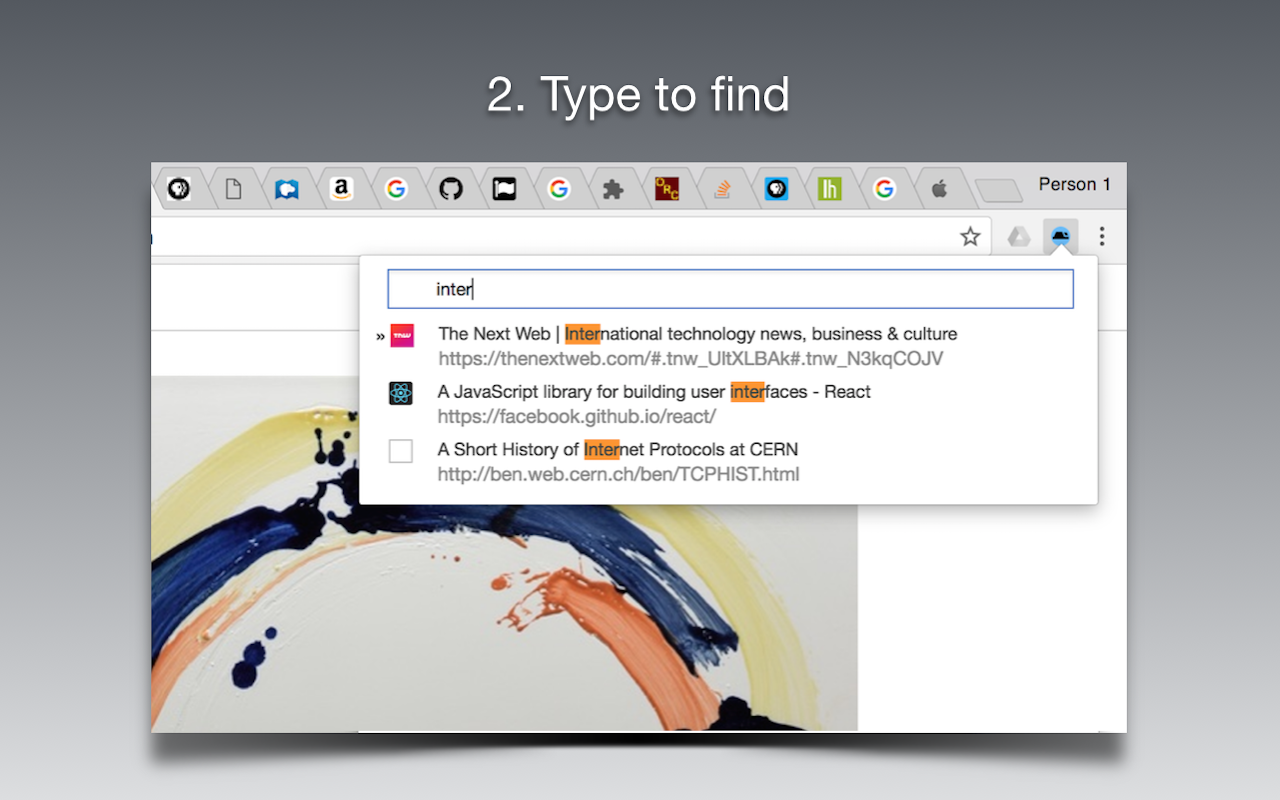 2. Type to find
Person 1
inter
» TNW The Next Web | International technology news, business & culture
https://thenextweb.com/#.tnw_UltXLBAk#.tnw_N3kqCOJV
A JavaScript library for building user interfaces - React
https://facebook.github.io/react/
A Short History of Internet Protocols at CERN
http://ben.web.cern.ch/ben/TCPHIST.html